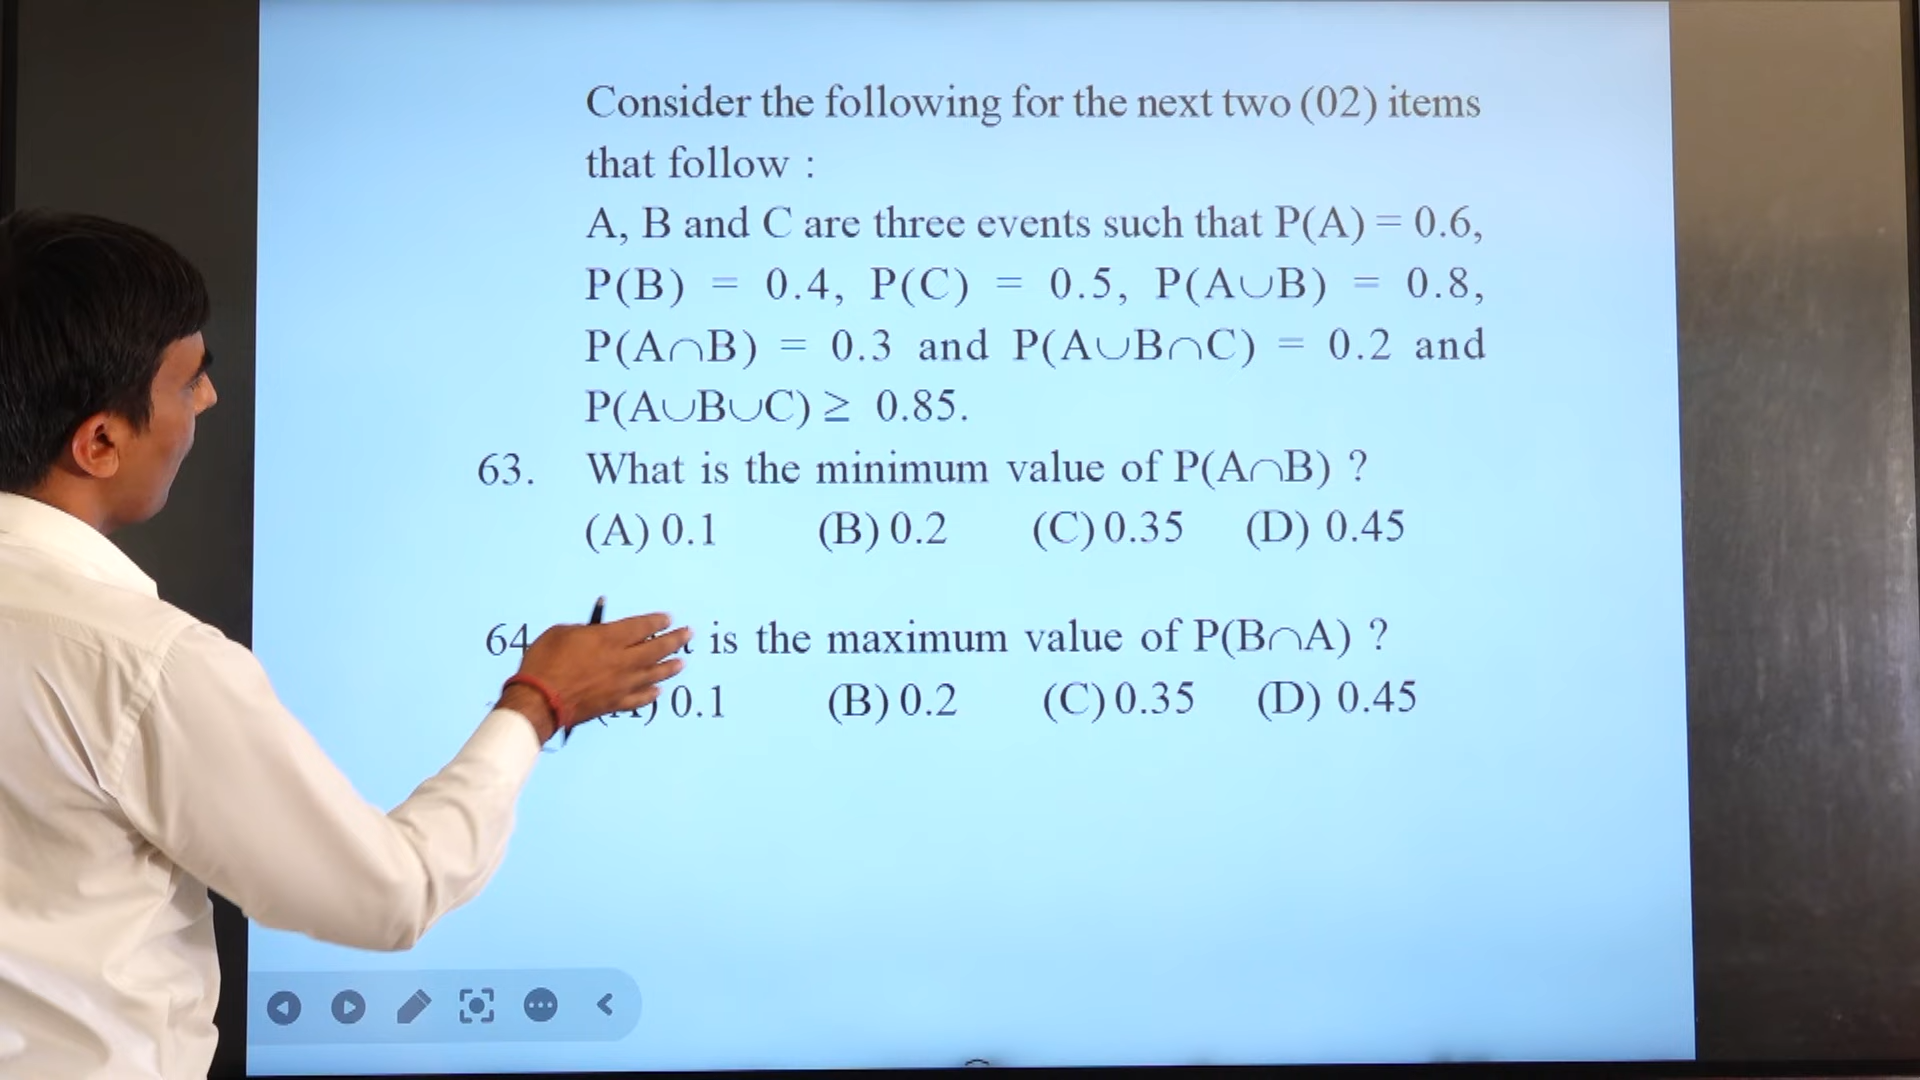 Consider the following for the next two (02) items
that follow :
A, B and C are three events such that P(A) = 0.6,
P(B) = 0.4, P(C) = 0.5, P(A∪B) = 0.8,
P(A∩B) = 0.3 and P(A∪B∩C) = 0.2 and
P(A∪B∪C) ≥ 0.85.
63. What is the minimum value of P(A∩B) ?
(A) 0.1 (B) 0.2 (C) 0.35 (D) 0.45
64 is the maximum value of P(B∩A) ?
(A) 0.1 (B) 0.2 (C) 0.35 (D) 0.45